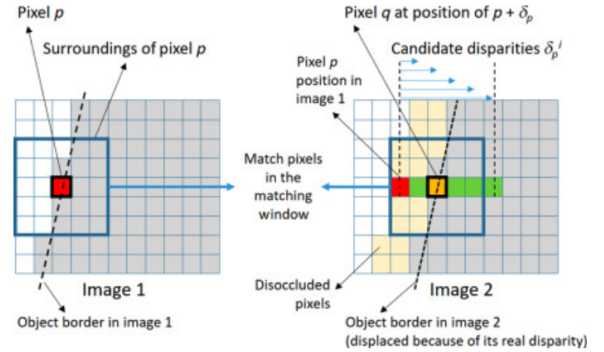 Pixel p
Surroundings of pixel p
Pixel q at position of p + δp
Candidate disparities δpⁱ
Pixel p
position in
image 1
Match pixels
in the
matching
window
Disoccluded
pixels
Image 1
Image 2
Object border in image 1
Object border in image 2
(displaced because of its real disparity)